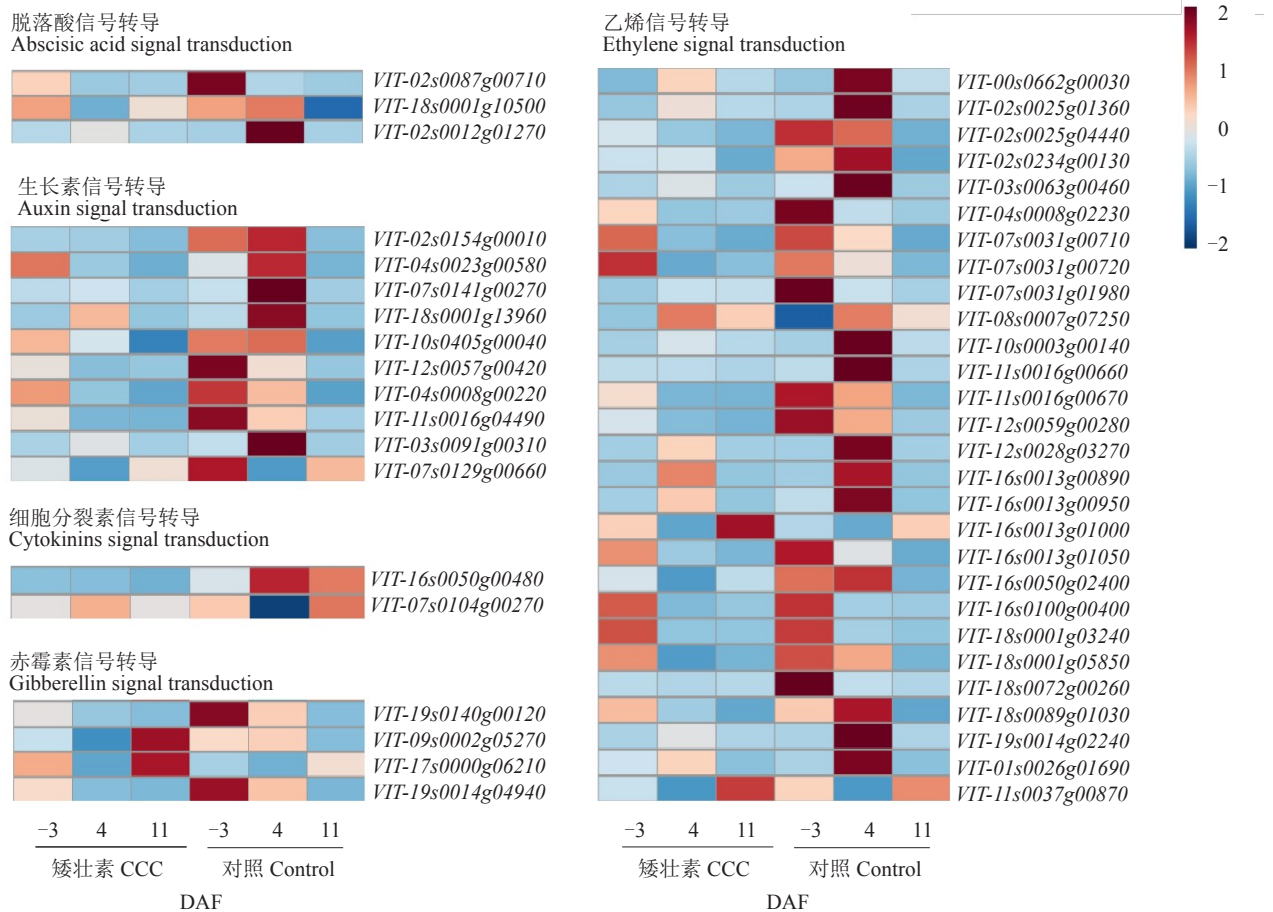 脱落酸信号转导
Abscisic acid signal transduction
VIT-02s0087g00710
VIT-18s0001g10500
VIT-02s0012g01270
生长素信号转导
Auxin signal transduction
VIT-02s0154g00010
VIT-04s0023g00580
VIT-07s0141g00270
VIT-18s0001g13960
VIT-10s0405g00040
VIT-12s0057g00420
VIT-04s0008g00220
VIT-11s0016g04490
VIT-03s0091g00310
VIT-07s0129g00660
细胞分裂素信号转导
Cytokinins signal transduction
VIT-16s0050g00480
VIT-07s0104g00270
赤霉素信号转导
Gibberellin signal transduction
VIT-19s0140g00120
VIT-09s0002g05270
VIT-17s0000g06210
VIT-19s0014g04940
−3 4 11 −3 4 11
矮壮素 CCC 对照 Control
DAF
乙烯信号转导
Ethylene signal transduction
VIT-00s0662g00030
VIT-02s0025g01360
VIT-02s0025g04440
VIT-02s0234g00130
VIT-03s0063g00460
VIT-04s0008g02230
VIT-07s0031g00710
VIT-07s0031g00720
VIT-07s0031g01980
VIT-08s0007g07250
VIT-10s0003g00140
VIT-11s0016g00660
VIT-11s0016g00670
VIT-12s0059g00280
VIT-12s0028g03270
VIT-16s0013g00890
VIT-16s0013g00950
VIT-16s0013g01000
VIT-16s0013g01050
VIT-16s0050g02400
VIT-16s0100g00400
VIT-18s0001g03240
VIT-18s0001g05850
VIT-18s0072g00260
VIT-18s0089g01030
VIT-19s0014g02240
VIT-01s0026g01690
VIT-11s0037g00870
−3 4 11 −3 4 11
矮壮素 CCC 对照 Control
DAF
2
1
0
−1
−2